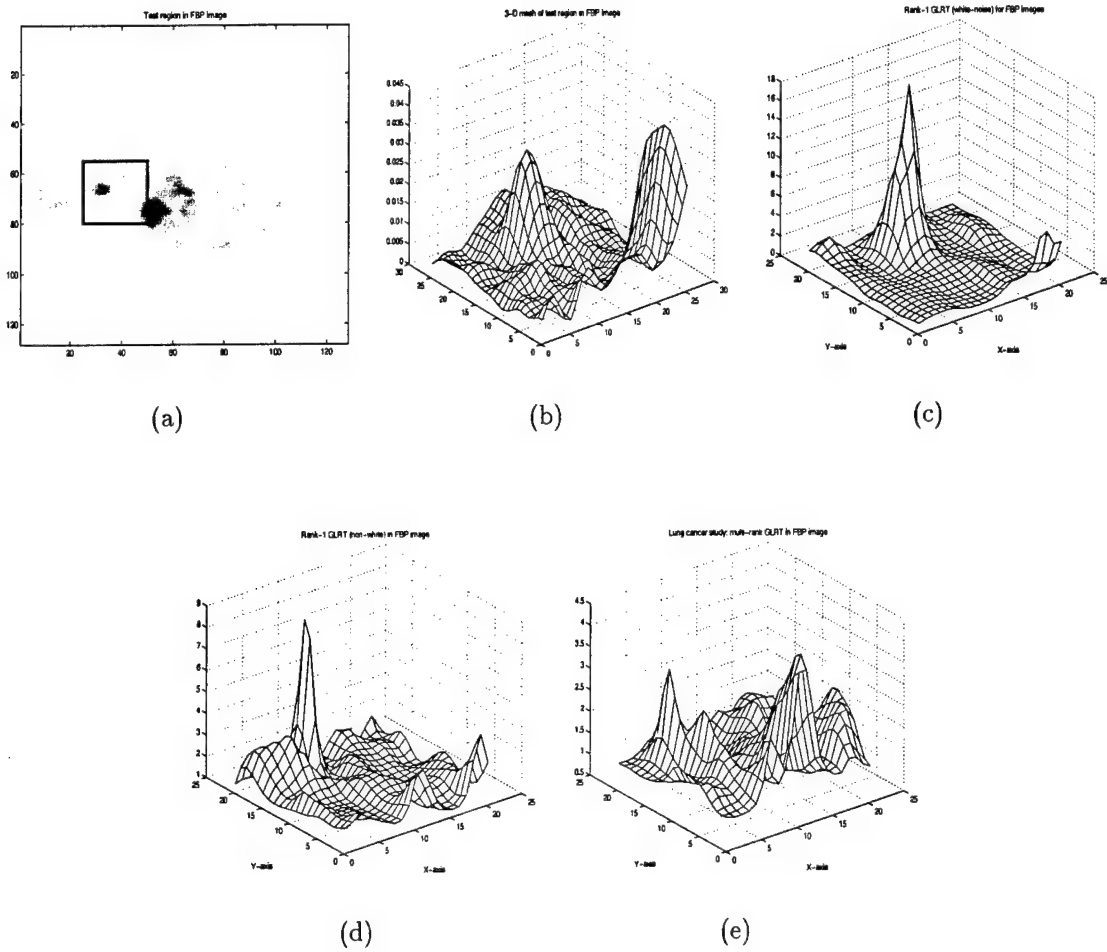 Test region in FBP image
20
40
60
80
100
120
20 40 60 80 100 120
(a)
3-D mesh of test region in FBP image
0.045
0.04
0.035
0.03
0.025
0.02
0.015
0.01
0.005
0
30 25 20 15 10 5 0
0 5 10 15 20 25 30
(b)
Rank-1 GLRT (white-noise) for FBP images
18
16
14
12
10
8
6
4
2
0
25 20 15 10 5 0
0 5 10 15 20 25
Y-axis
X-axis
(c)
Rank-1 GLRT (non-white) in FBP image
9
8
7
6
5
4
3
2
1
25 20 15 10 5 0
0 5 10 15 20 25
Y-axis
X-axis
(d)
Lung cancer study: multi-rank GLRT in FBP image
4.5
4
3.5
3
2.5
2
1.5
1
0.5
25 20 15 10 5 0
0 5 10 15 20 25
Y-axis
X-axis
(e)